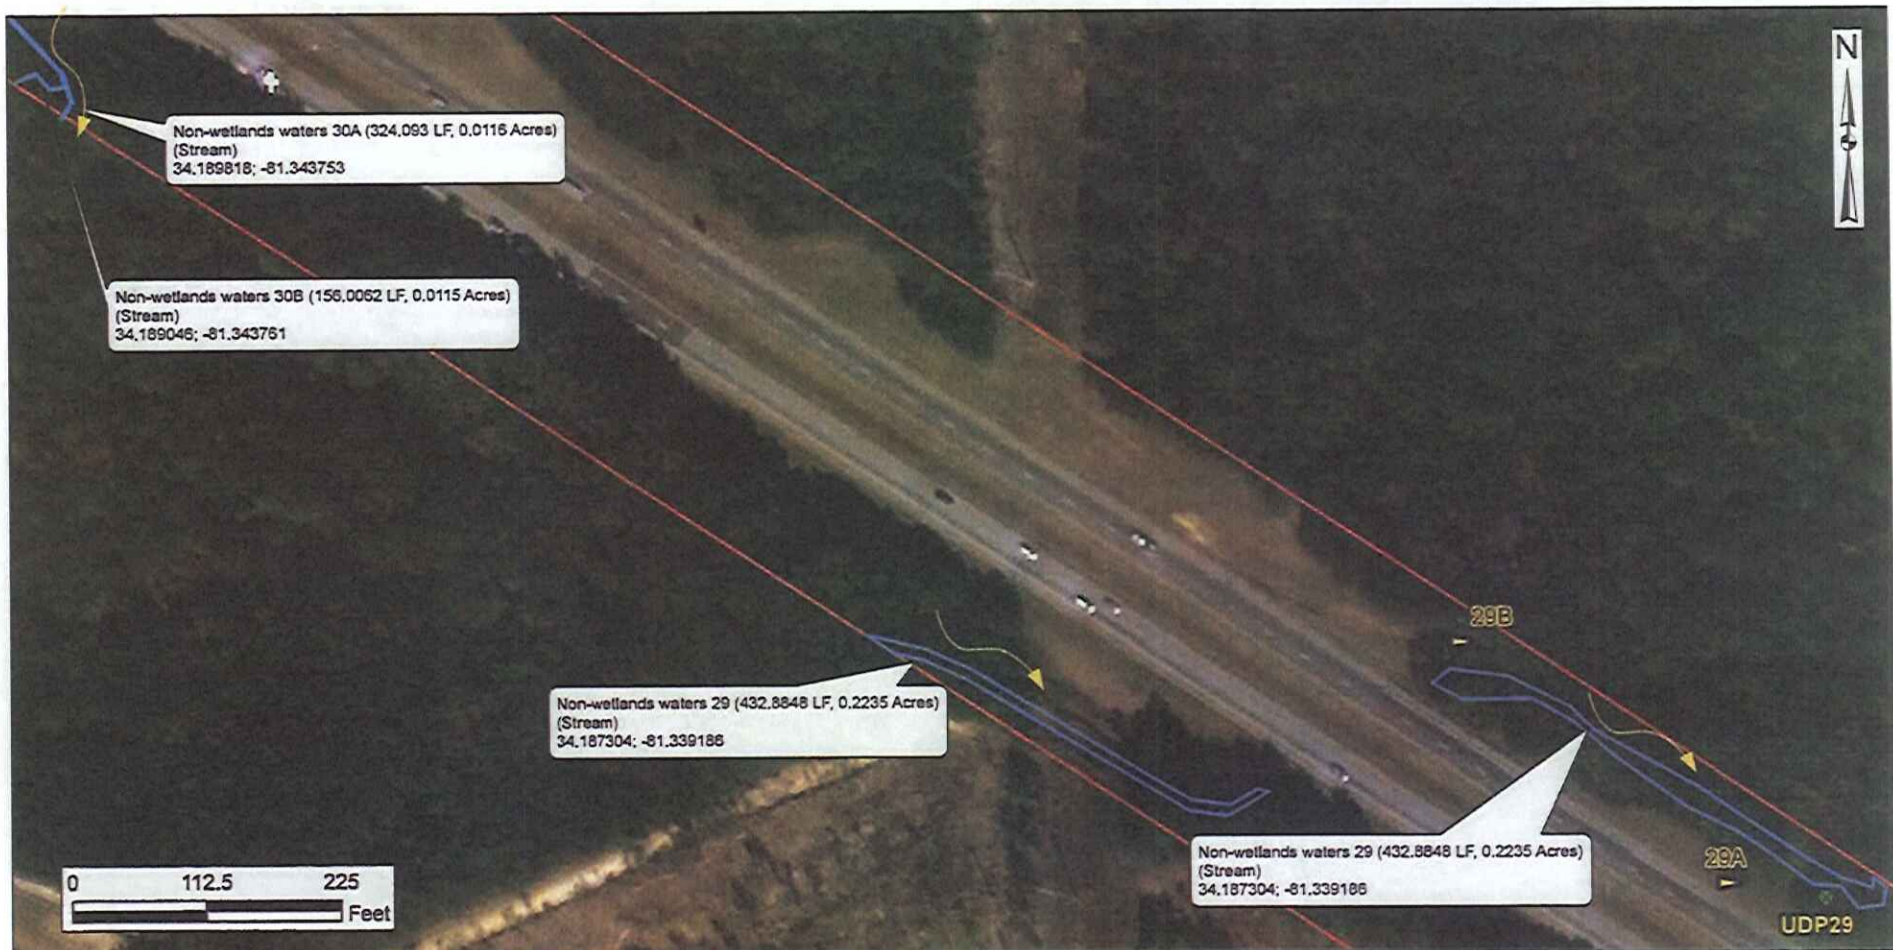 N
Non-wetlands waters 30A (324.093 LF, 0.0116 Acres)
(Stream)
34.189818; -81.343753
Non-wetlands waters 30B (156.0062 LF, 0.0115 Acres)
(Stream)
34.189046; -81.343761
29B
Non-wetlands waters 29 (432.8848 LF, 0.2235 Acres)
(Stream)
34.187304; -81.339186
Non-wetlands waters 29 (432.8848 LF, 0.2235 Acres)
(Stream)
34.187304; -81.339186
29A
UDP29
0 112.5 225
Feet